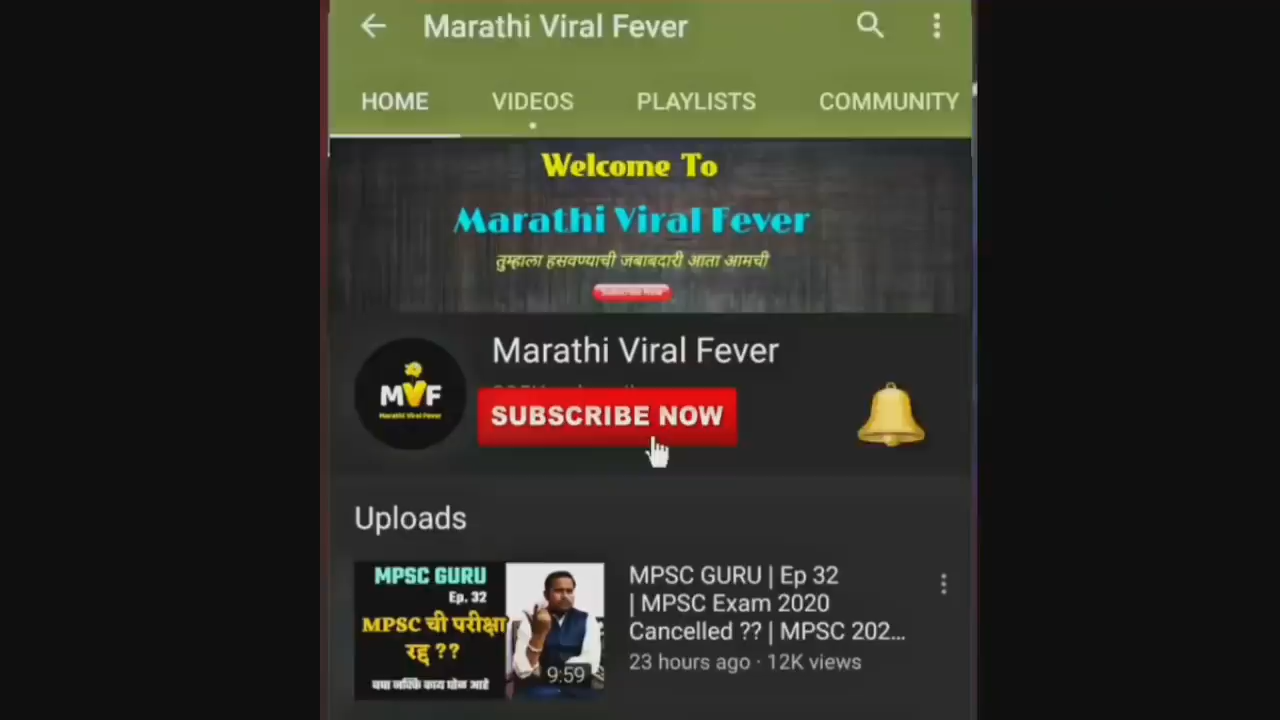 Marathi Viral Fever
HOME VIDEOS PLAYLISTS COMMUNITY
Welcome To
Marathi Viral Fever
तुम्हाला हसवण्याची जबाबदारी आता आमची
Subscribe Now
MVF
Marathi Viral Fever
Marathi Viral Fever
SUBSCRIBE NOW
Uploads
MPSC GURU
Ep. 32
MPSC ची परीक्षा
रद्द ??
9:59
MPSC GURU | Ep 32
| MPSC Exam 2020
Cancelled ?? | MPSC 202...
23 hours ago · 12K views